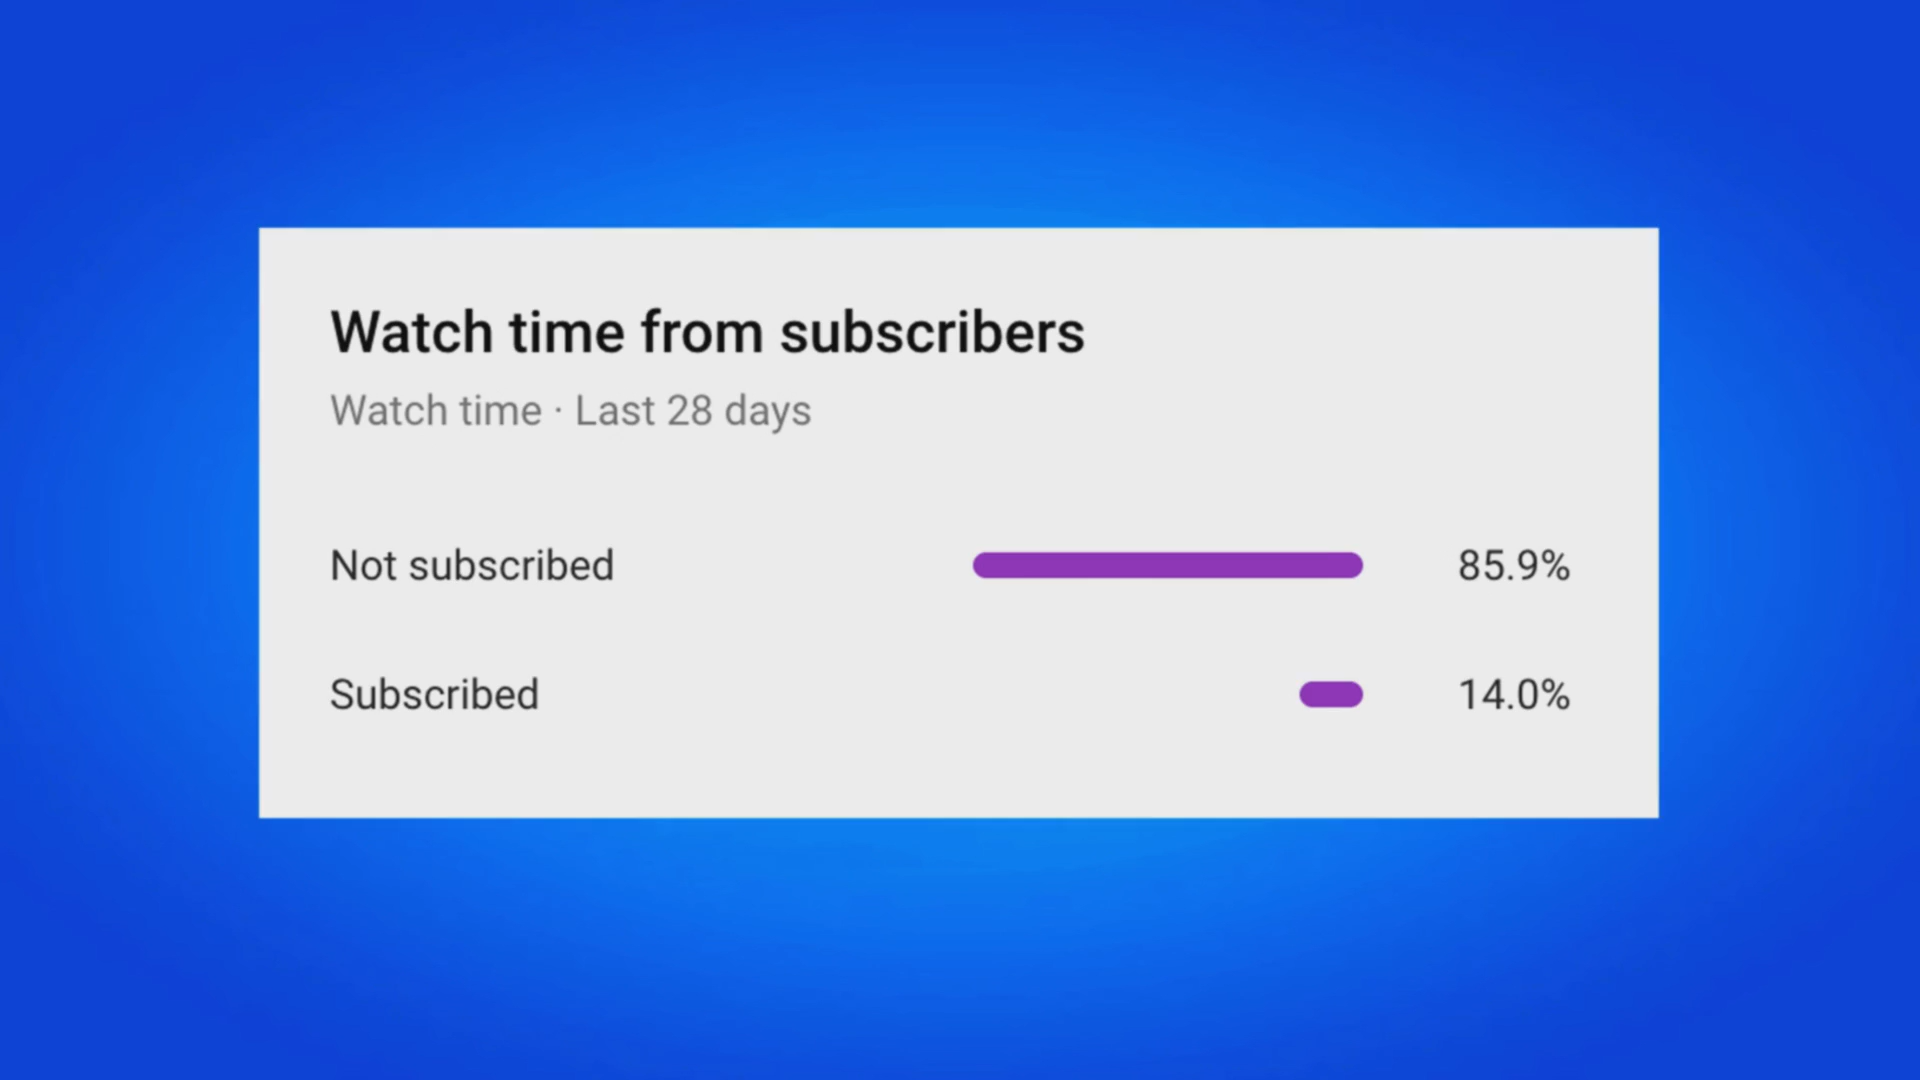 Watch time from subscribers
Watch time · Last 28 days
Not subscribed 85.9%
Subscribed 14.0%